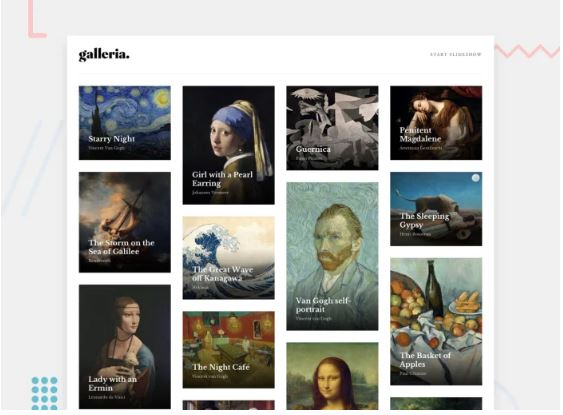 galleria.
START SLIDESHOW
Starry Night
Vincent Van Gogh
Girl with a Pearl
Earring
Johannes Vermeer
Guernica
Pablo Picasso
Penitent
Magdalene
Artemisia Gentileschi
The Storm on the
Sea of Galilee
Rembrandt
The Great Wave
off Kanagawa
Hokusai
Van Gogh self-
portrait
Vincent van Gogh
The Sleeping
Gypsy
Henri Rousseau
Lady with an
Ermin
Leonardo da Vinci
The Night Café
Vincent van Gogh
The Basket of
Apples
Paul Cézanne